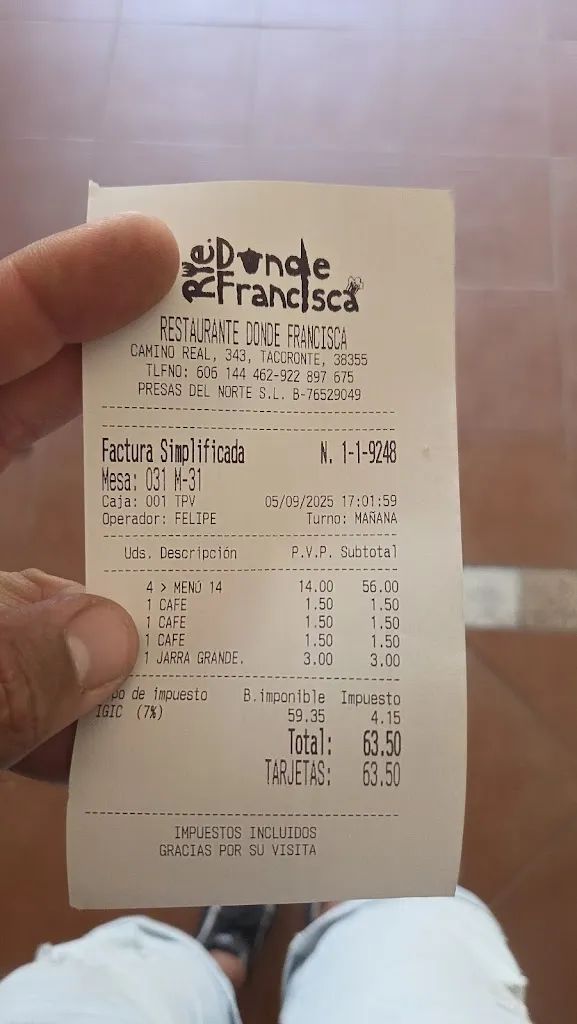 Rte. Donde
Francisca
RESTAURANTE DONDE FRANCISCA
CAMINO REAL, 343, TACORONTE, 38355
TLFNO: 606 144 462-922 897 675
PRESAS DEL NORTE S.L. B-76529049
Factura Simplificada N. 1-1-9248
Mesa: 031 M-31
Caja: 001 TPV 05/09/2025 17:01:59
Operador: FELIPE Turno: MAÑANA
Uds. Descripción P.V.P. Subtotal
4 > MENÚ 14 14.00 56.00
1 CAFE 1.50 1.50
1 CAFE 1.50 1.50
1 CAFE 1.50 1.50
1 JARRA GRANDE. 3.00 3.00
po de impuesto B.imponible Impuesto
IGIC (7%) 59.35 4.15
Total: 63.50
TARJETAS: 63.50
IMPUESTOS INCLUIDOS
GRACIAS POR SU VISITA